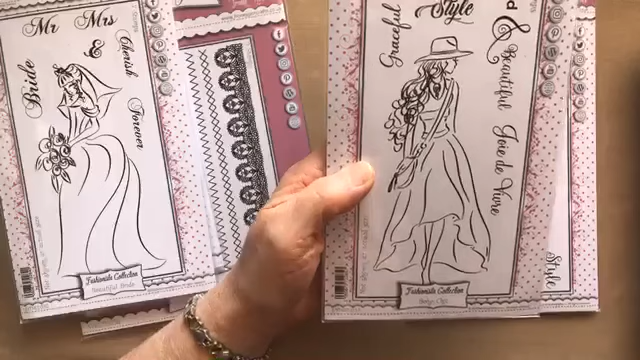 Mr
Mrs
&
Bride
Cherish
Forever
Fashionista Collection
Beautiful Bride
Graceful
Style
&
Beautiful
Joie de Vivre
Fashionista Collection
Style